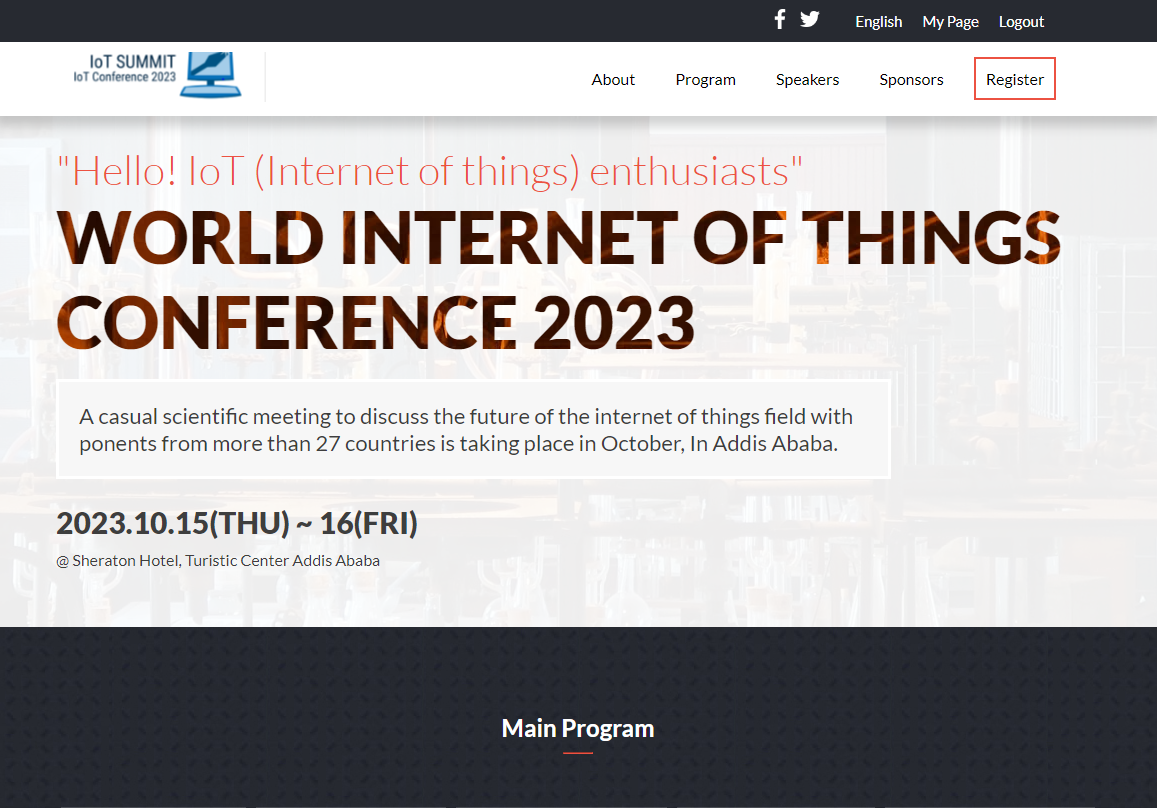 English My Page Logout
IoT SUMMIT
IoT Conference 2023
About Program Speakers Sponsors Register
"Hello! IoT (Internet of things) enthusiasts"
WORLD INTERNET OF THINGS
CONFERENCE 2023
A casual scientific meeting to discuss the future of the internet of things field with
ponents from more than 27 countries is taking place in October, In Addis Ababa.
2023.10.15(THU) ~ 16(FRI)
@ Sheraton Hotel, Turistic Center Addis Ababa
Main Program